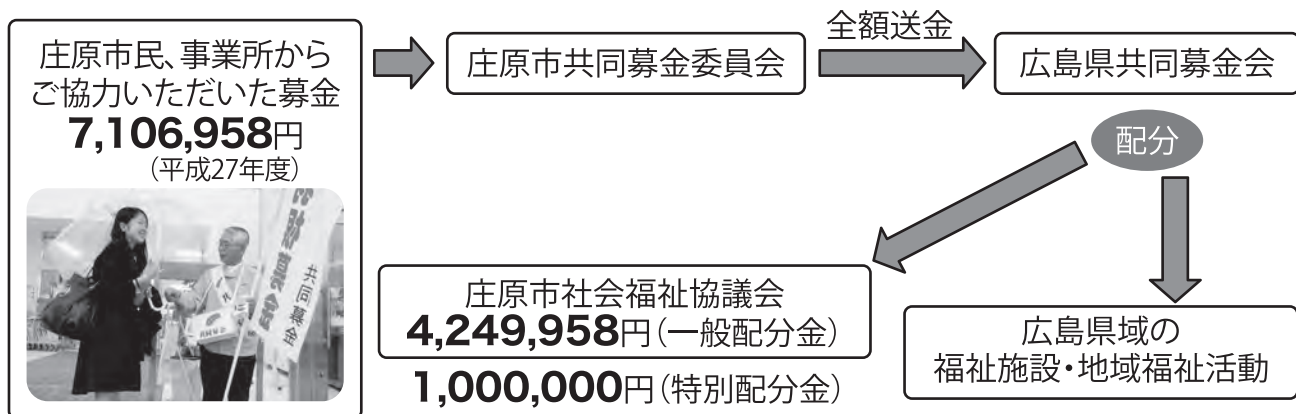 庄原市民、事業所から
ご協力いただいた募金
7,106,958円
(平成27年度)
庄原市共同募金委員会
全額送金
広島県共同募金会
配分
共同募金
庄原市社会福祉協議会
4,249,958円(一般配分金)
1,000,000円(特別配分金)
広島県域の
福祉施設・地域福祉活動